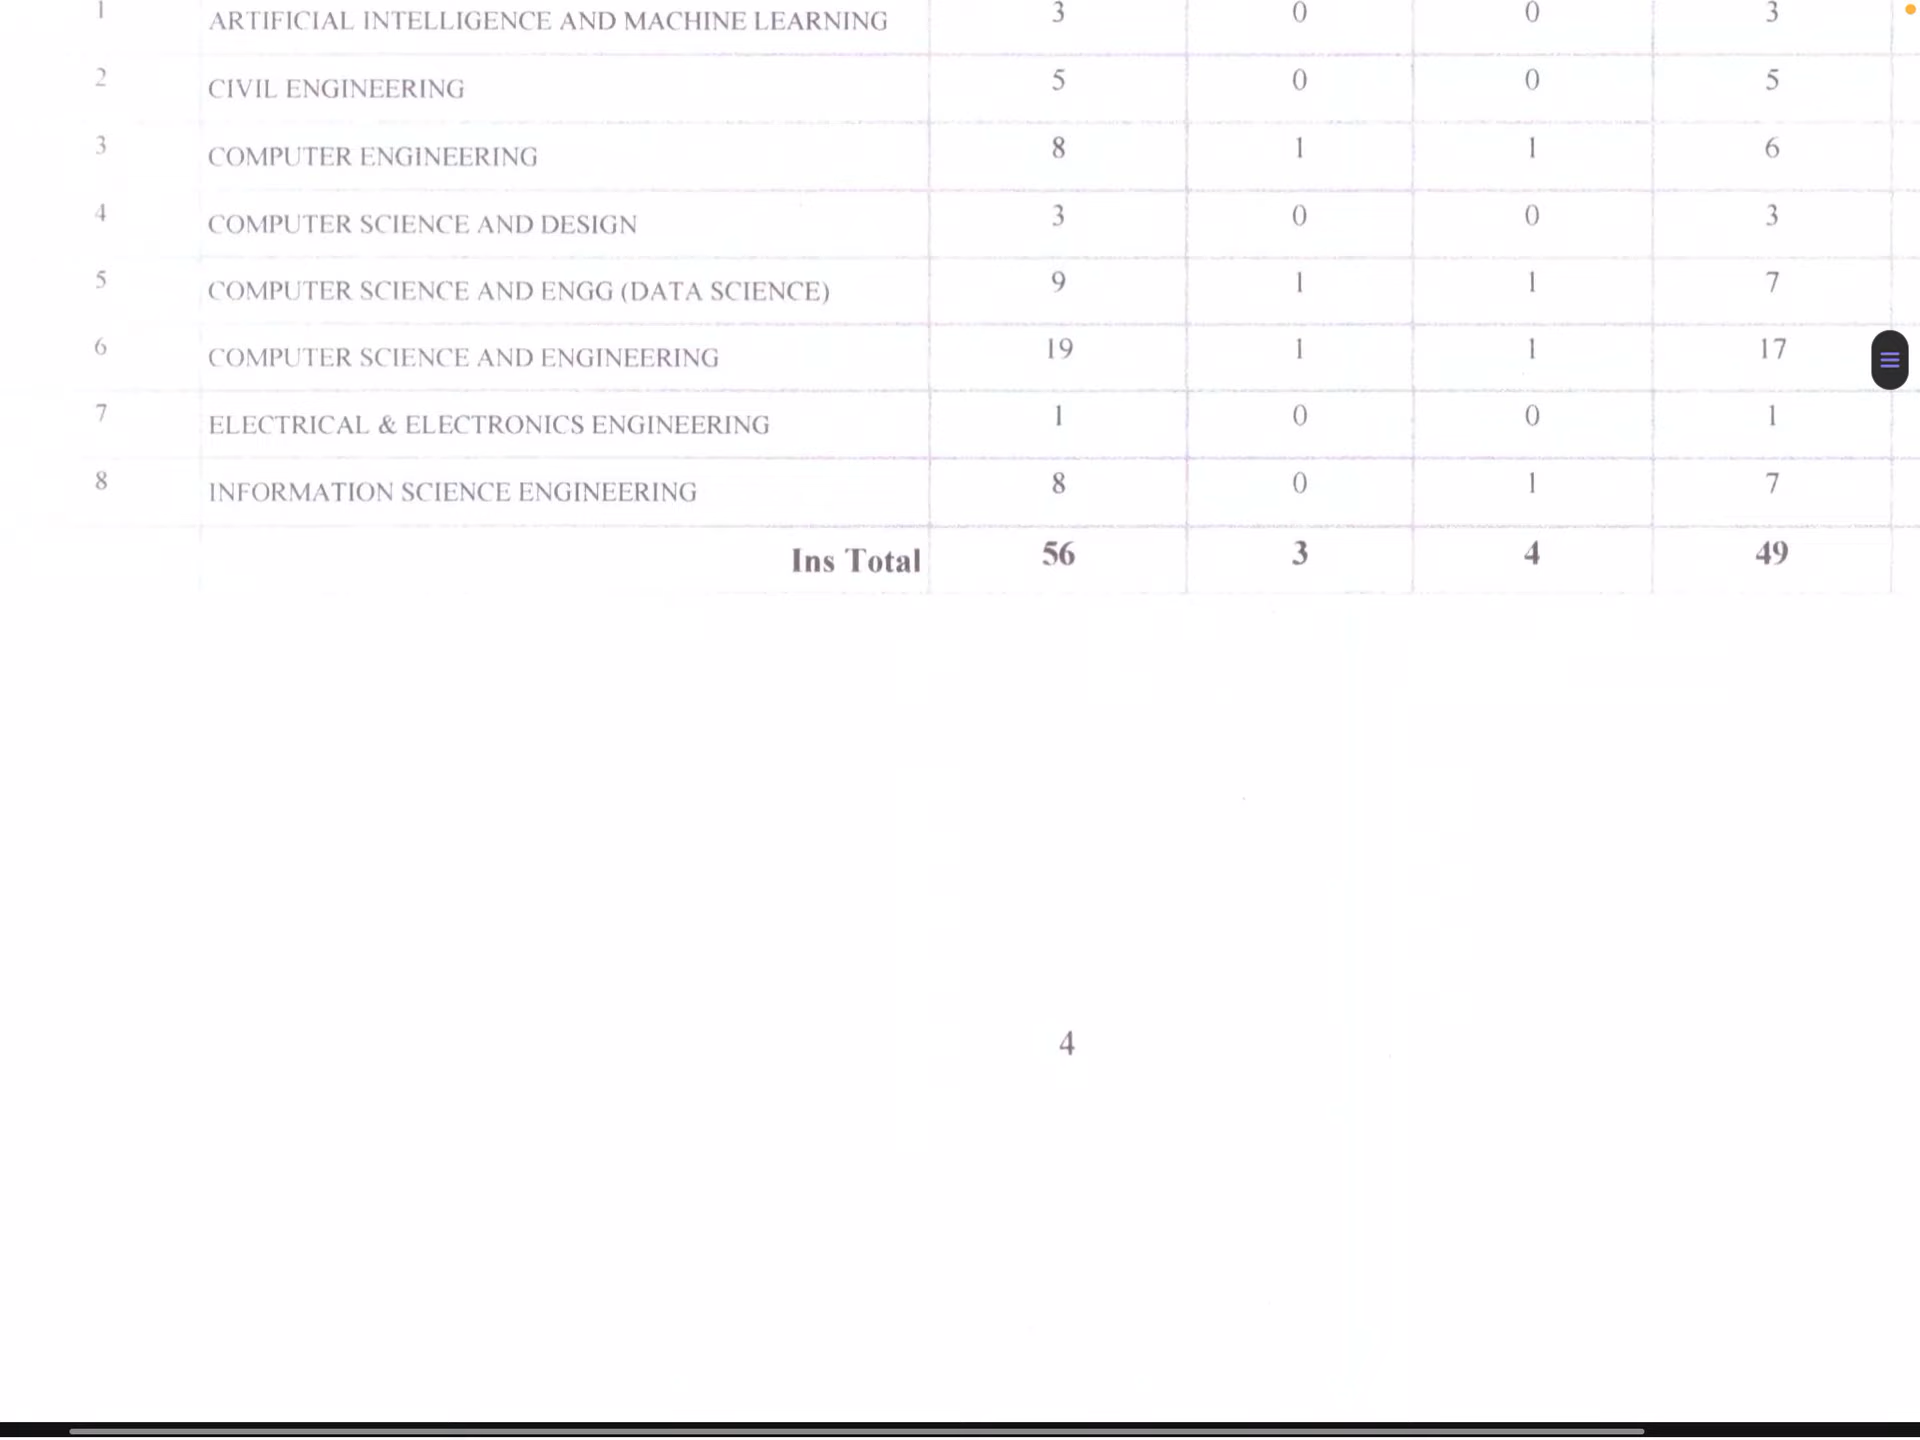 1 ARTIFICIAL INTELLIGENCE AND MACHINE LEARNING 3 0 0 3
2 CIVIL ENGINEERING 5 0 0 5
3 COMPUTER ENGINEERING 8 1 1 6
4 COMPUTER SCIENCE AND DESIGN 3 0 0 3
5 COMPUTER SCIENCE AND ENGG (DATA SCIENCE) 9 1 1 7
6 COMPUTER SCIENCE AND ENGINEERING 19 1 1 17
7 ELECTRICAL & ELECTRONICS ENGINEERING 1 0 0 1
8 INFORMATION SCIENCE ENGINEERING 8 0 1 7
Ins Total 56 3 4 49
4